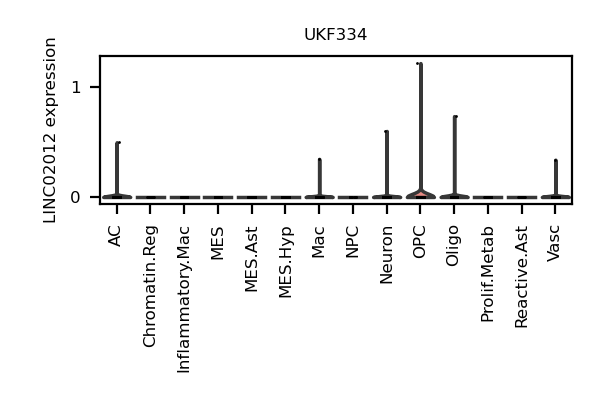 UKF334
LINC02012 expression
1
0
AC
Chromatin.Reg
Inflammatory.Mac
MES
MES.Ast
MES.Hyp
Mac
NPC
Neuron
OPC
Oligo
Prolif.Metab
Reactive.Ast
Vasc